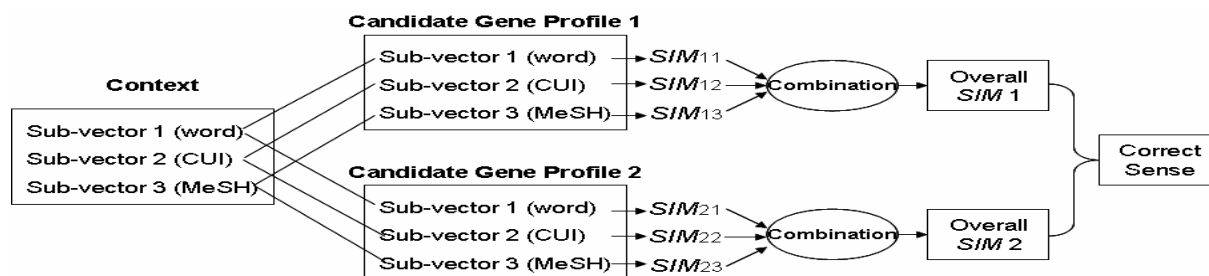 Candidate Gene Profile 1
Sub-vector 1 (word)
Sub-vector 2 (CUI)
Sub-vector 3 (MeSH)
SIM11
SIM12
SIM13
Combination
Overall
SIM 1
Context
Sub-vector 1 (word)
Sub-vector 2 (CUI)
Sub-vector 3 (MeSH)
Correct
Sense
Candidate Gene Profile 2
Sub-vector 1 (word)
Sub-vector 2 (CUI)
Sub-vector 3 (MeSH)
SIM21
SIM22
SIM23
Combination
Overall
SIM 2